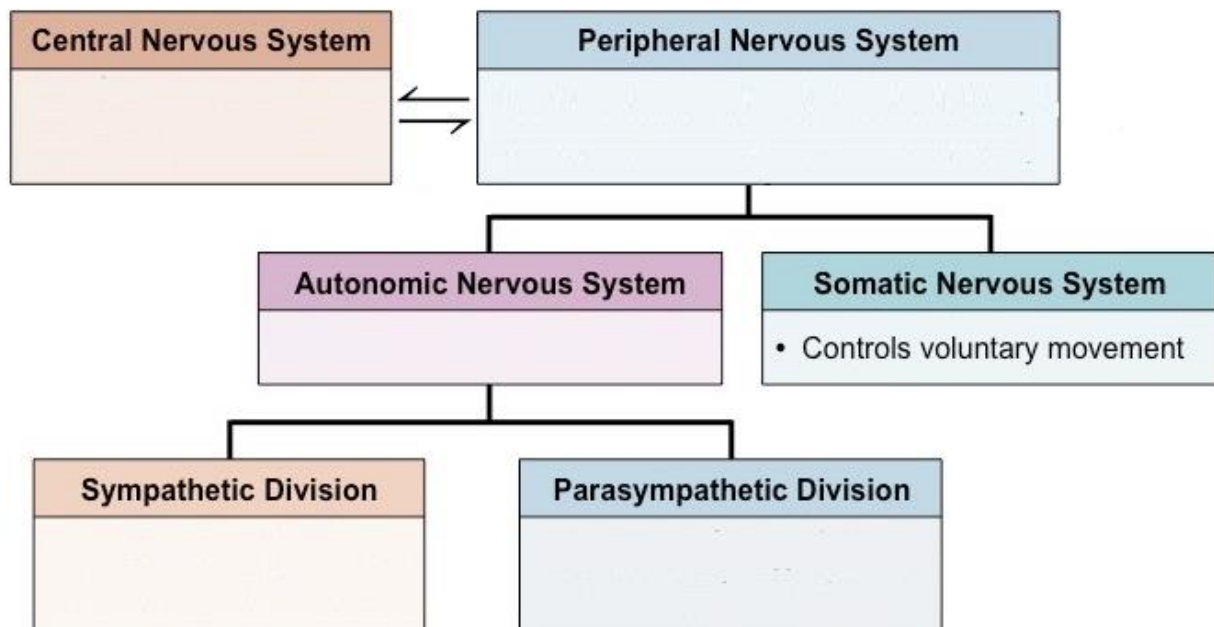 Central Nervous System
Peripheral Nervous System
Autonomic Nervous System
Somatic Nervous System
• Controls voluntary movement
Sympathetic Division
Parasympathetic Division